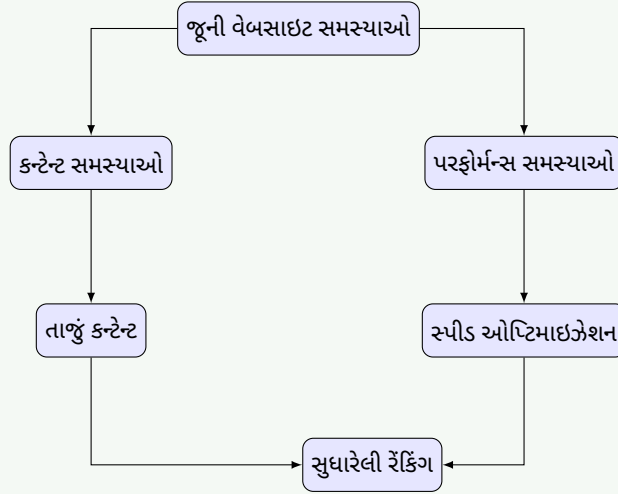 જૂની વેબસાઇટ સમસ્યાઓ
કન્ટેન્ટ સમસ્યાઓ
પરફોર્મન્સ સમસ્યાઓ
તાજું કન્ટેન્ટ
સ્પીડ ઓપ્ટિમાઇઝેશન
સુધારેલી રેંકિંગ